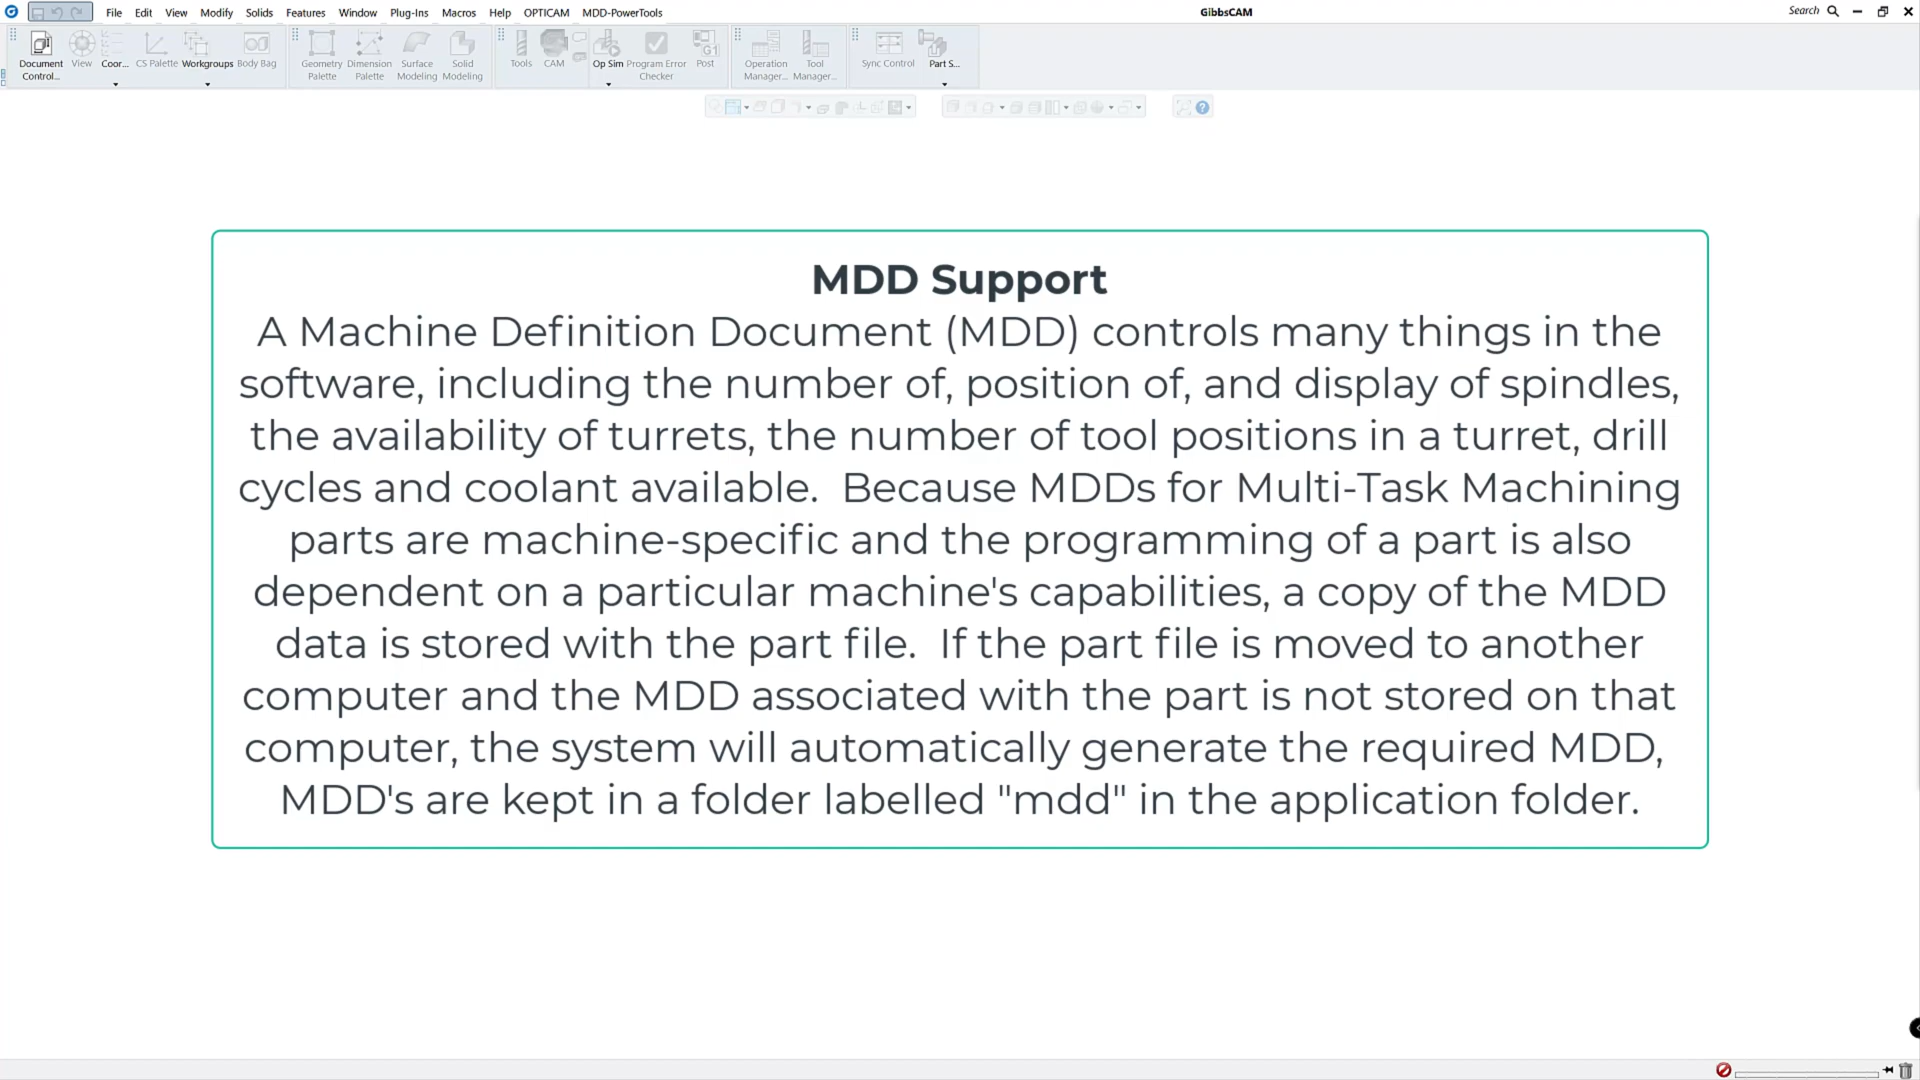 File Edit View Modify Solids Features Window Plug-Ins Macros Help OPTICAM MDD-PowerTools
GibbsCAM
Search
Document Control...
View
Coor...
CS Palette
Workgroups
Body Bag
Geometry Palette
Dimension Palette
Surface Modeling
Solid Modeling
Tools
CAM
Op Sim
Program Error Checker
G1
Post
Operation Manager...
Tool Manager...
Sync Control
Part S...
MDD Support
A Machine Definition Document (MDD) controls many things in the
software, including the number of, position of, and display of spindles,
the availability of turrets, the number of tool positions in a turret, drill
cycles and coolant available.  Because MDDs for Multi-Task Machining
parts are machine-specific and the programming of a part is also
dependent on a particular machine's capabilities, a copy of the MDD
data is stored with the part file.  If the part file is moved to another
computer and the MDD associated with the part is not stored on that
computer, the system will automatically generate the required MDD,
MDD's are kept in a folder labelled "mdd" in the application folder.